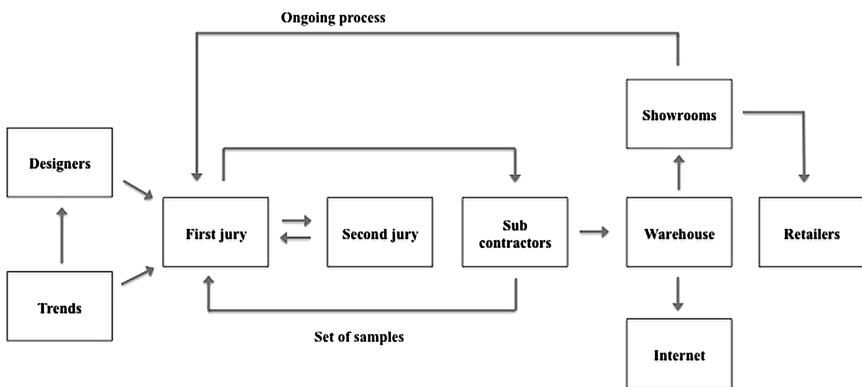 Ongoing process
Showrooms
Designers
First jury
Second jury
Sub
contractors
Warehouse
Retailers
Trends
Set of samples
Internet